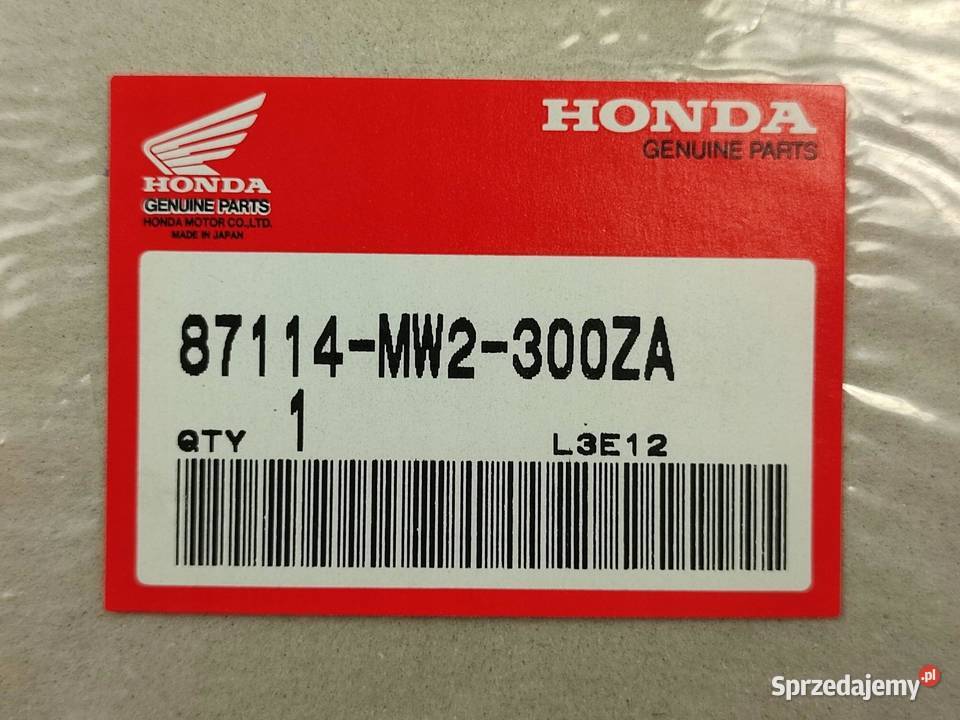 HONDA
GENUINE PARTS
HONDA MOTOR CO.,LTD.
MADE IN JAPAN
HONDA
GENUINE PARTS
87114-MW2-300ZA
QTY 1 L3E12
Sprzedajemy.pl